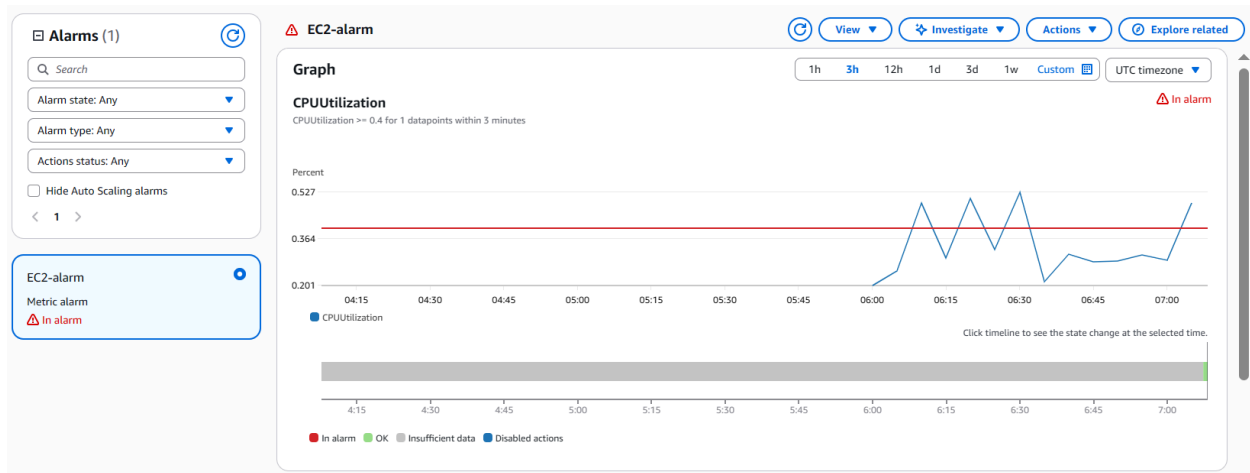 Alarms (1)
Search
Alarm state: Any
Alarm type: Any
Actions status: Any
Hide Auto Scaling alarms
1
EC2-alarm
Metric alarm
In alarm
EC2-alarm
View
Investigate
Actions
Explore related
Graph
1h 3h 12h 1d 3d 1w Custom
UTC timezone
CPUUtilization
In alarm
CPUUtilization >= 0.4 for 1 datapoints within 3 minutes
Percent
0.527
0.364
0.201
04:15 04:30 04:45 05:00 05:15 05:30 05:45 06:00 06:15 06:30 06:45 07:00
CPUUtilization
Click timeline to see the state change at the selected time.
4:15 4:30 4:45 5:00 5:15 5:30 5:45 6:00 6:15 6:30 6:45 7:00
In alarm OK Insufficient data Disabled actions